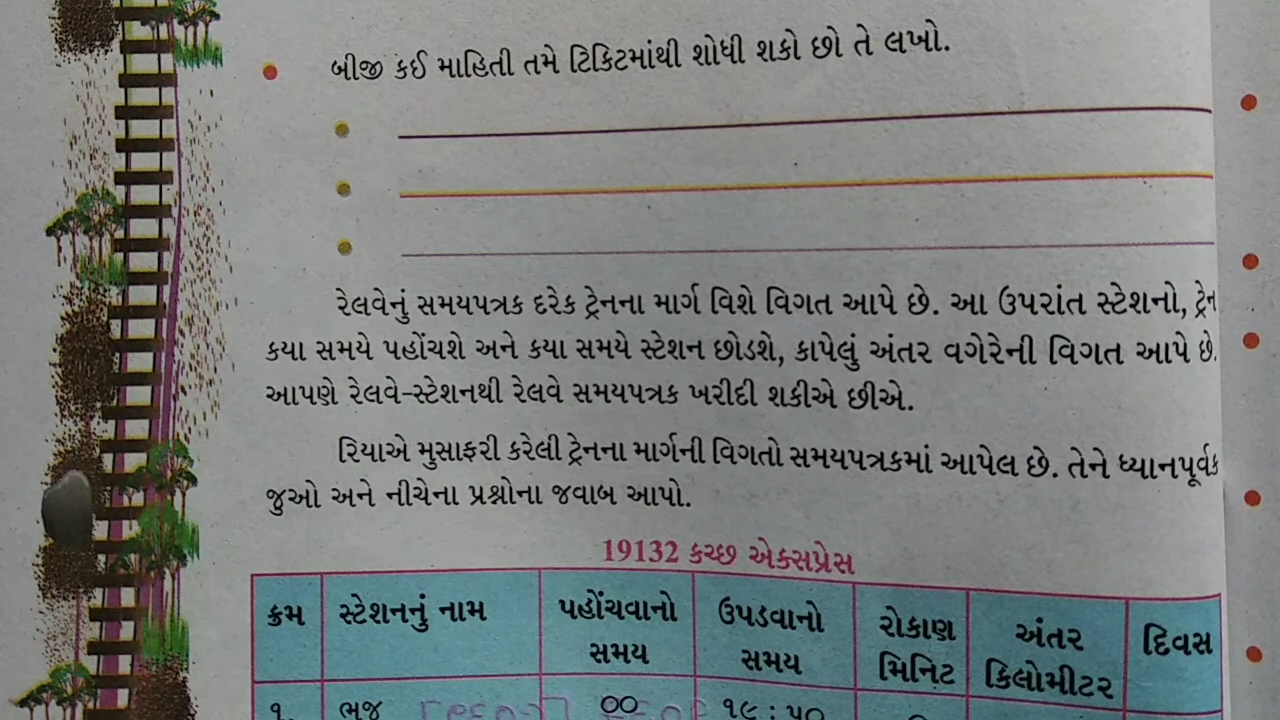 બીજી કઈ માહિતી તમે ટિકિટમાંથી શોધી શકો છો તે લખો.
રેલવેનું સમયપત્રક દરેક ટ્રેનના માર્ગ વિશે વિગત આપે છે. આ ઉપરાંત સ્ટેશનો, ટ્રેન
કયા સમયે પહોંચશે અને કયા સમયે સ્ટેશન છોડશે, કાપેલું અંતર વગેરેની વિગત આપે છે.
આપણે રેલવે-સ્ટેશનથી રેલવે સમયપત્રક ખરીદી શકીએ છીએ.
રિયાએ મુસાફરી કરેલી ટ્રેનના માર્ગની વિગતો સમયપત્રકમાં આપેલ છે. તેને ધ્યાનપૂર્વક
જુઓ અને નીચેના પ્રશ્નોના જવાબ આપો.
19132 કચ્છ એક્સપ્રેસ
ક્રમ સ્ટેશનનું નામ પહોંચવાનો ઉપડવાનો રોકાણ અંતર દિવસ
સમય સમય મિનિટ કિલોમીટર
૧. ભુજ ૦૦ ૧૯ : ૫૦